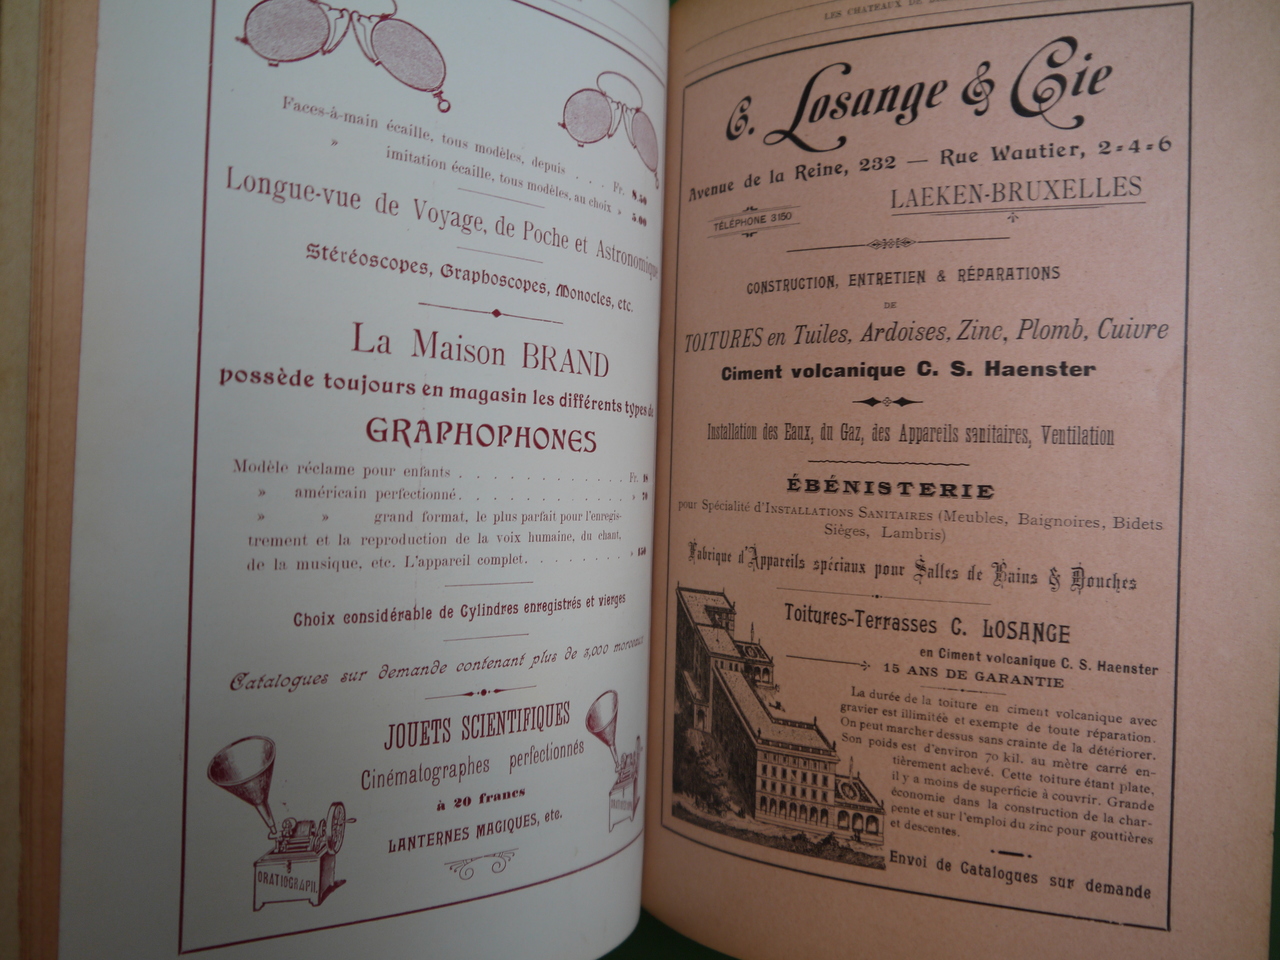 Faces-à-main écaille, tous modèles, depuis . . . Fr. 8.50
» imitation écaille, tous modèles, au choix » 5.00
Longue-vue de Voyage, de Poche et Astronomique
Stéréoscopes, Graphoscopes, Monocles, etc.
La Maison BRAND
possède toujours en magasin les différents types de
GRAPHOPHONES
Modèle réclame pour enfants . . . . . . . . . . . . Fr. 18
» américain perfectionné . . . . . . . . . . . . » 70
» » grand format, le plus parfait pour l'enregis-
trement et la reproduction de la voix humaine, du chant,
de la musique, etc. L'appareil complet . . . . . . . » 150
Choix considérable de Cylindres enregistrés et vierges
Catalogues sur demande contenant plus de 3,000 morceaux
JOUETS SCIENTIFIQUES
Cinématographes perfectionnés
à 20 francs
LANTERNES MAGIQUES, etc.
ORATIOGRAPH.
LES CHATEAUX DE
C. Losange & Cie
Avenue de la Reine, 232 — Rue Wautier, 2-4-6
LAEKEN-BRUXELLES
TÉLÉPHONE 3150
CONSTRUCTION, ENTRETIEN & RÉPARATIONS
DE
TOITURES en Tuiles, Ardoises, Zinc, Plomb, Cuivre
Ciment volcanique C. S. Haenster
Installation des Eaux, du Gaz, des Appareils sanitaires, Ventilation
ÉBÉNISTERIE
pour Spécialité d'INSTALLATIONS SANITAIRES (Meubles, Baignoires, Bidets
Sièges, Lambris)
Fabrique d'Appareils spéciaux pour Salles de Bains & Douches
Toitures-Terrasses C. LOSANGE
en Ciment volcanique C. S. Haenster
15 ANS DE GARANTIE
La durée de la toiture en ciment volcanique avec
gravier est illimitée et exempte de toute réparation.
On peut marcher dessus sans crainte de la détériorer.
Son poids est d'environ 70 kil. au mètre carré en-
tièrement achevé. Cette toiture étant plate,
il y a moins de superficie à couvrir. Grande
économie dans la construction de la char-
pente et sur l'emploi du zinc pour gouttières
et descentes.
Envoi de Catalogues sur demande